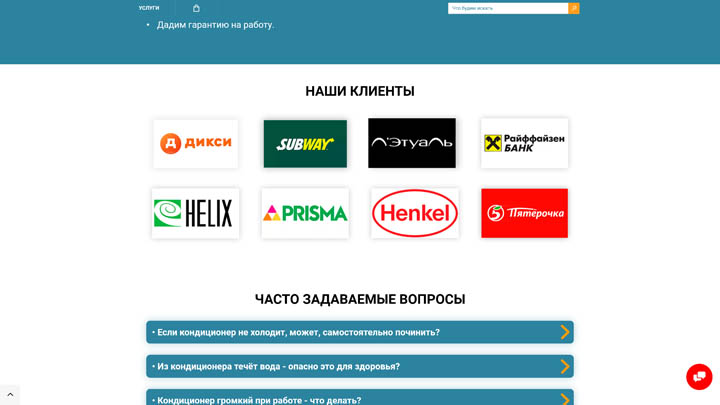 УСЛУГИ
Что будем искать
• Дадим гарантию на работу.
НАШИ КЛИЕНТЫ
Д ДИКСИ
SUBWAY
Л'Этуаль
Райффайзен
БАНК
HELIX
PRISMA
Henkel
5 Пятёрочка
ЧАСТО ЗАДАВАЕМЫЕ ВОПРОСЫ
• Если кондиционер не холодит, может, самостоятельно починить?
• Из кондиционера течёт вода - опасно это для здоровья?
• Кондиционер громкий при работе - что делать?